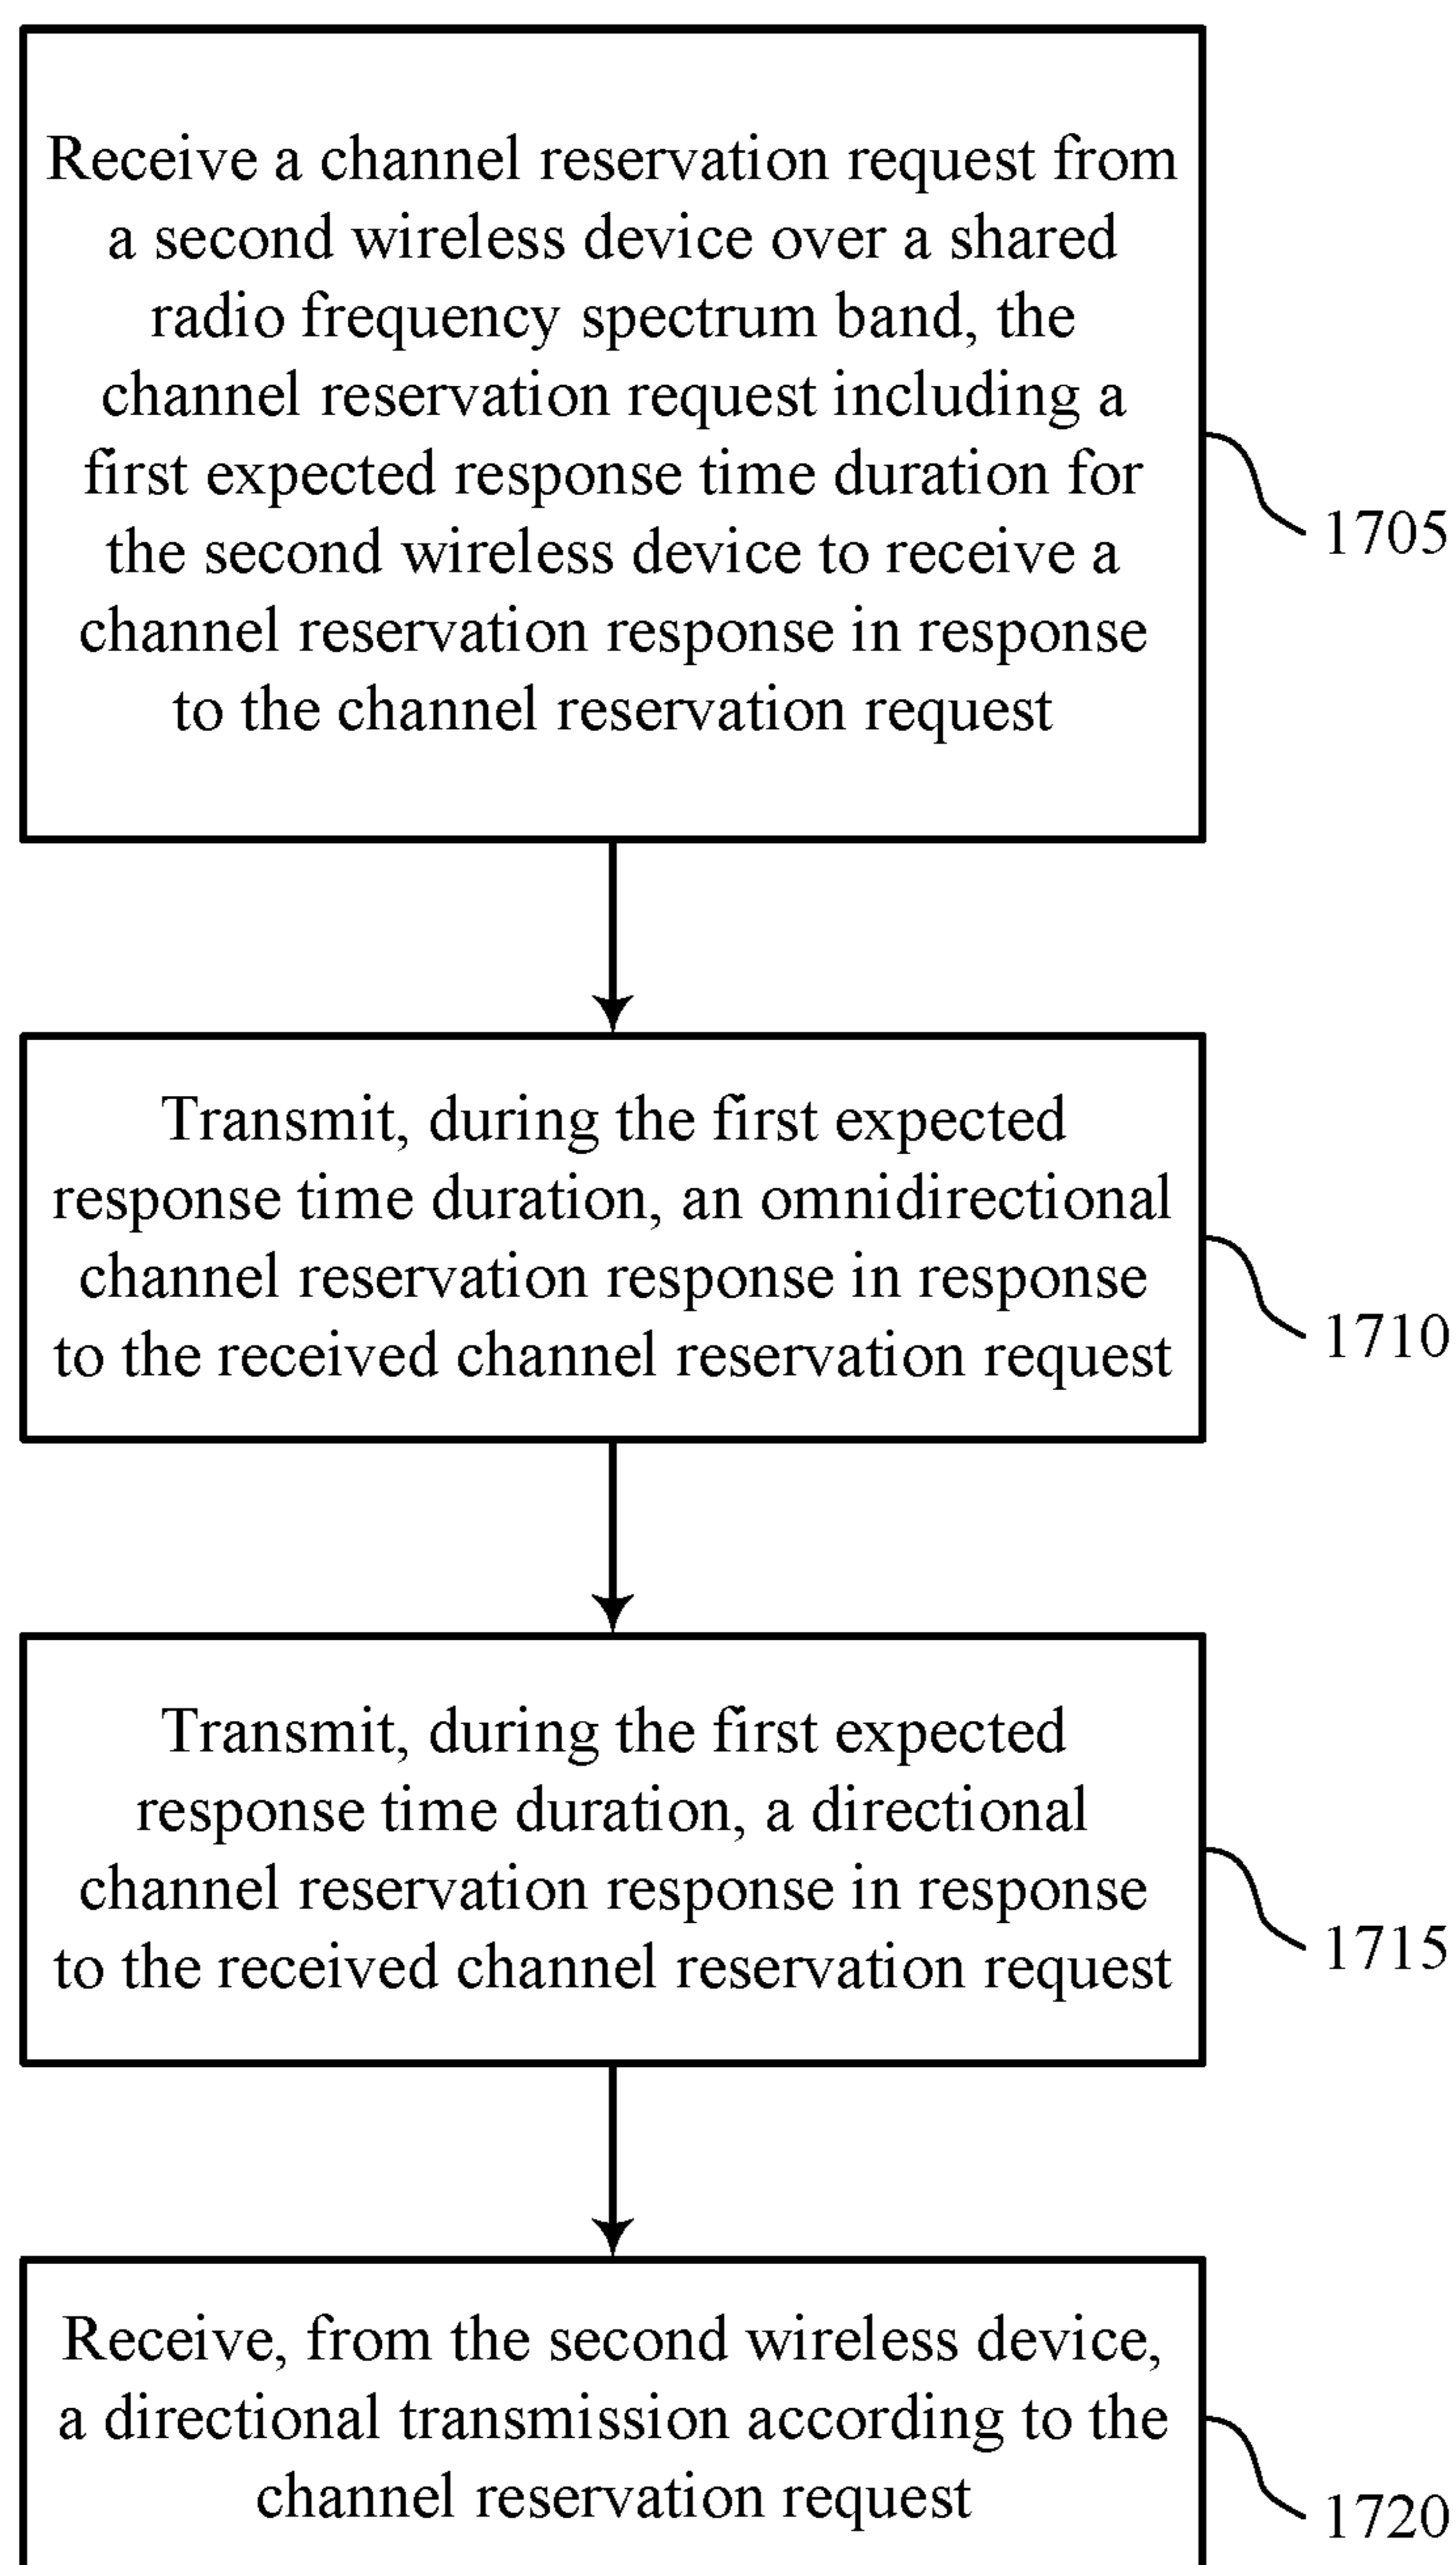 Receive a channel reservation request from
a second wireless device over a shared
radio frequency spectrum band, the
channel reservation request including a
first expected response time duration for
the second wireless device to receive a
channel reservation response in response
to the channel reservation request
1705
Transmit, during the first expected
response time duration, an omnidirectional
channel reservation response in response
to the received channel reservation request
1710
Transmit, during the first expected
response time duration, a directional
channel reservation response in response
to the received channel reservation request
1715
Receive, from the second wireless device,
a directional transmission according to the
channel reservation request
1720